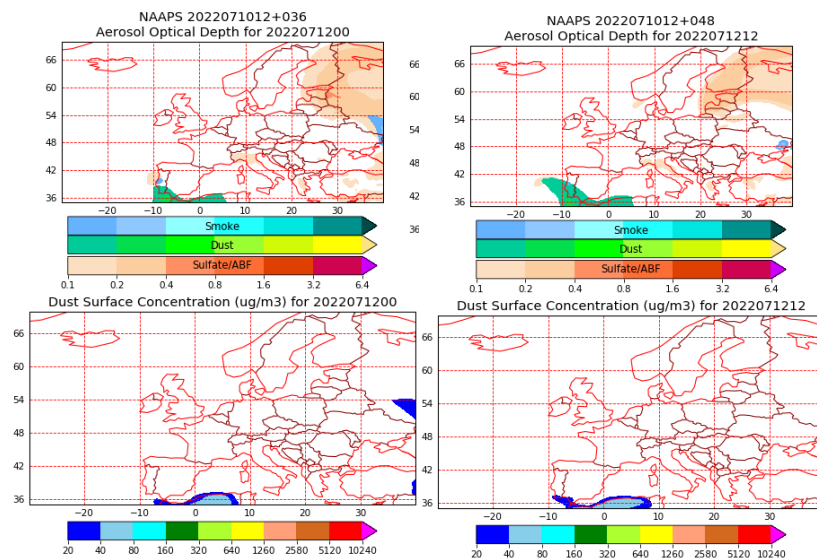 NAAPS 2022071012+036
Aerosol Optical Depth for 2022071200
66
60
54
48
42
36
−20 −10 0 10 20 30
Smoke
Dust
Sulfate/ABF
0.1 0.2 0.4 0.8 1.6 3.2 6.4
66
60
54
48
42
36
NAAPS 2022071012+048
Aerosol Optical Depth for 2022071212
66
60
54
48
42
36
−20 −10 0 10 20 30
Smoke
Dust
Sulfate/ABF
0.1 0.2 0.4 0.8 1.6 3.2 6.4
Dust Surface Concentration (ug/m3) for 2022071200
66
60
54
48
42
36
−20 −10 0 10 20 30
20 40 80 160 320 640 1260 2580 5120 10240
Dust Surface Concentration (ug/m3) for 2022071212
66
60
54
48
42
36
−20 −10 0 10 20 30
20 40 80 160 320 640 1260 2580 5120 10240